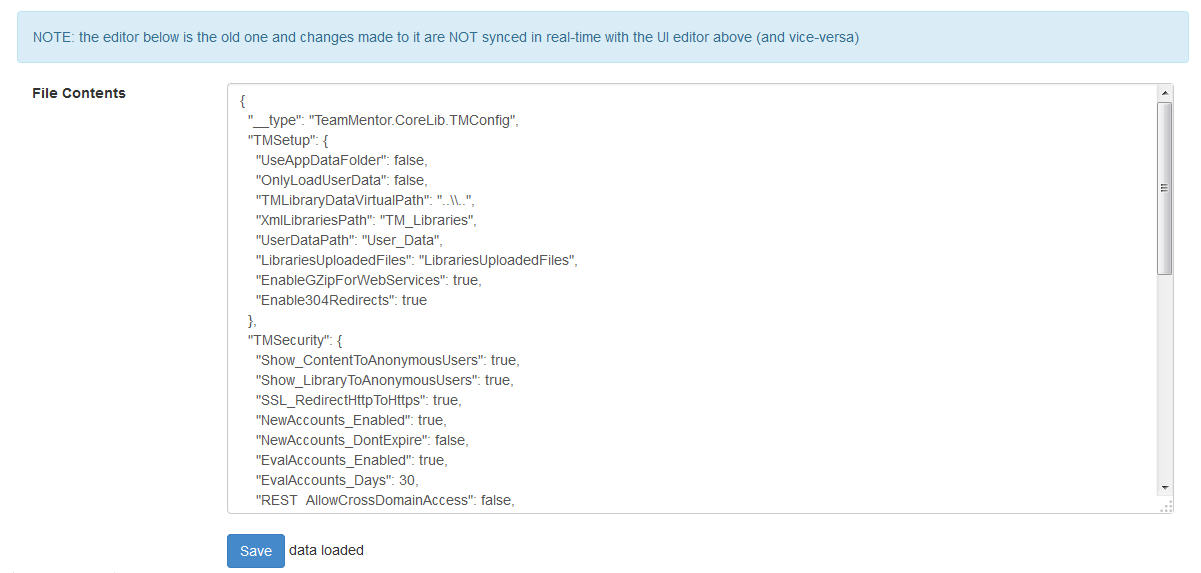 NOTE: the editor below is the old one and changes made to it are NOT synced in real-time with the UI editor above (and vice-versa)
File Contents
{
"__type": "TeamMentor.CoreLib.TMConfig",
"TMSetup": {
"UseAppDataFolder": false,
"OnlyLoadUserData": false,
"TMLibraryDataVirtualPath": "..\\..",
"XmlLibrariesPath": "TM_Libraries",
"UserDataPath": "User_Data",
"LibrariesUploadedFiles": "LibrariesUploadedFiles",
"EnableGZipForWebServices": true,
"Enable304Redirects": true
},
"TMSecurity": {
"Show_ContentToAnonymousUsers": true,
"Show_LibraryToAnonymousUsers": true,
"SSL_RedirectHttpToHttps": true,
"NewAccounts_Enabled": true,
"NewAccounts_DontExpire": false,
"EvalAccounts_Enabled": true,
"EvalAccounts_Days": 30,
"REST_AllowCrossDomainAccess": false,
Save data loaded